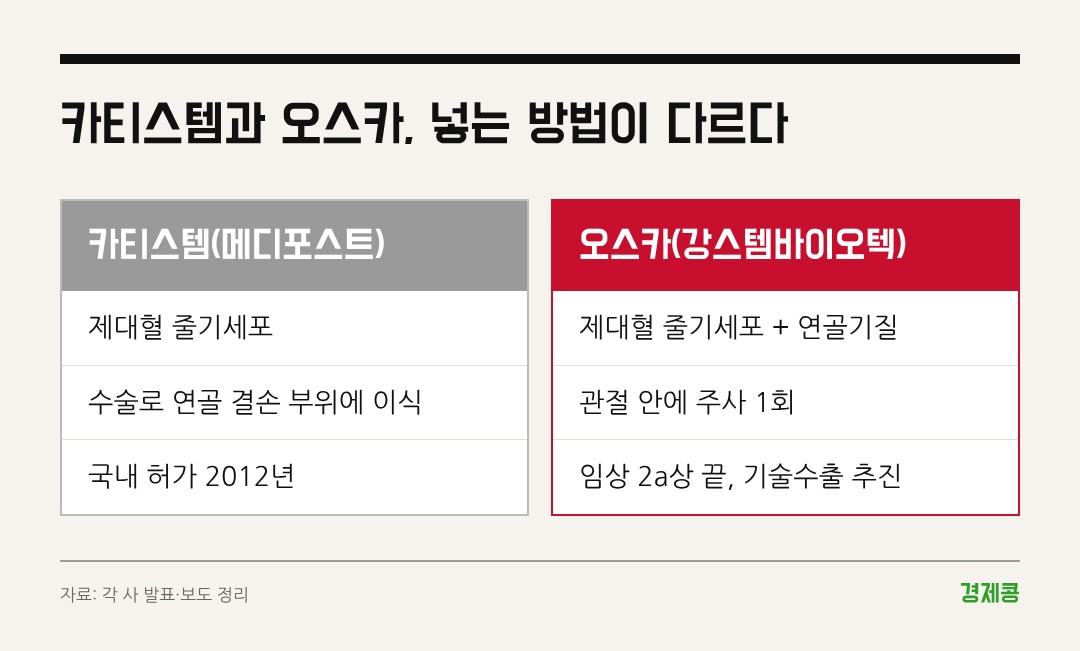 카티스템과 오스카, 넣는 방법이 다르다
카티스템(메디포스트)
제대혈 줄기세포
수술로 연골 결손 부위에 이식
국내 허가 2012년
오스카(강스템바이오텍)
제대혈 줄기세포 + 연골기질
관절 안에 주사 1회
임상 2a상 끝, 기술수출 추진
자료: 각 사 발표·보도 정리
경제콩